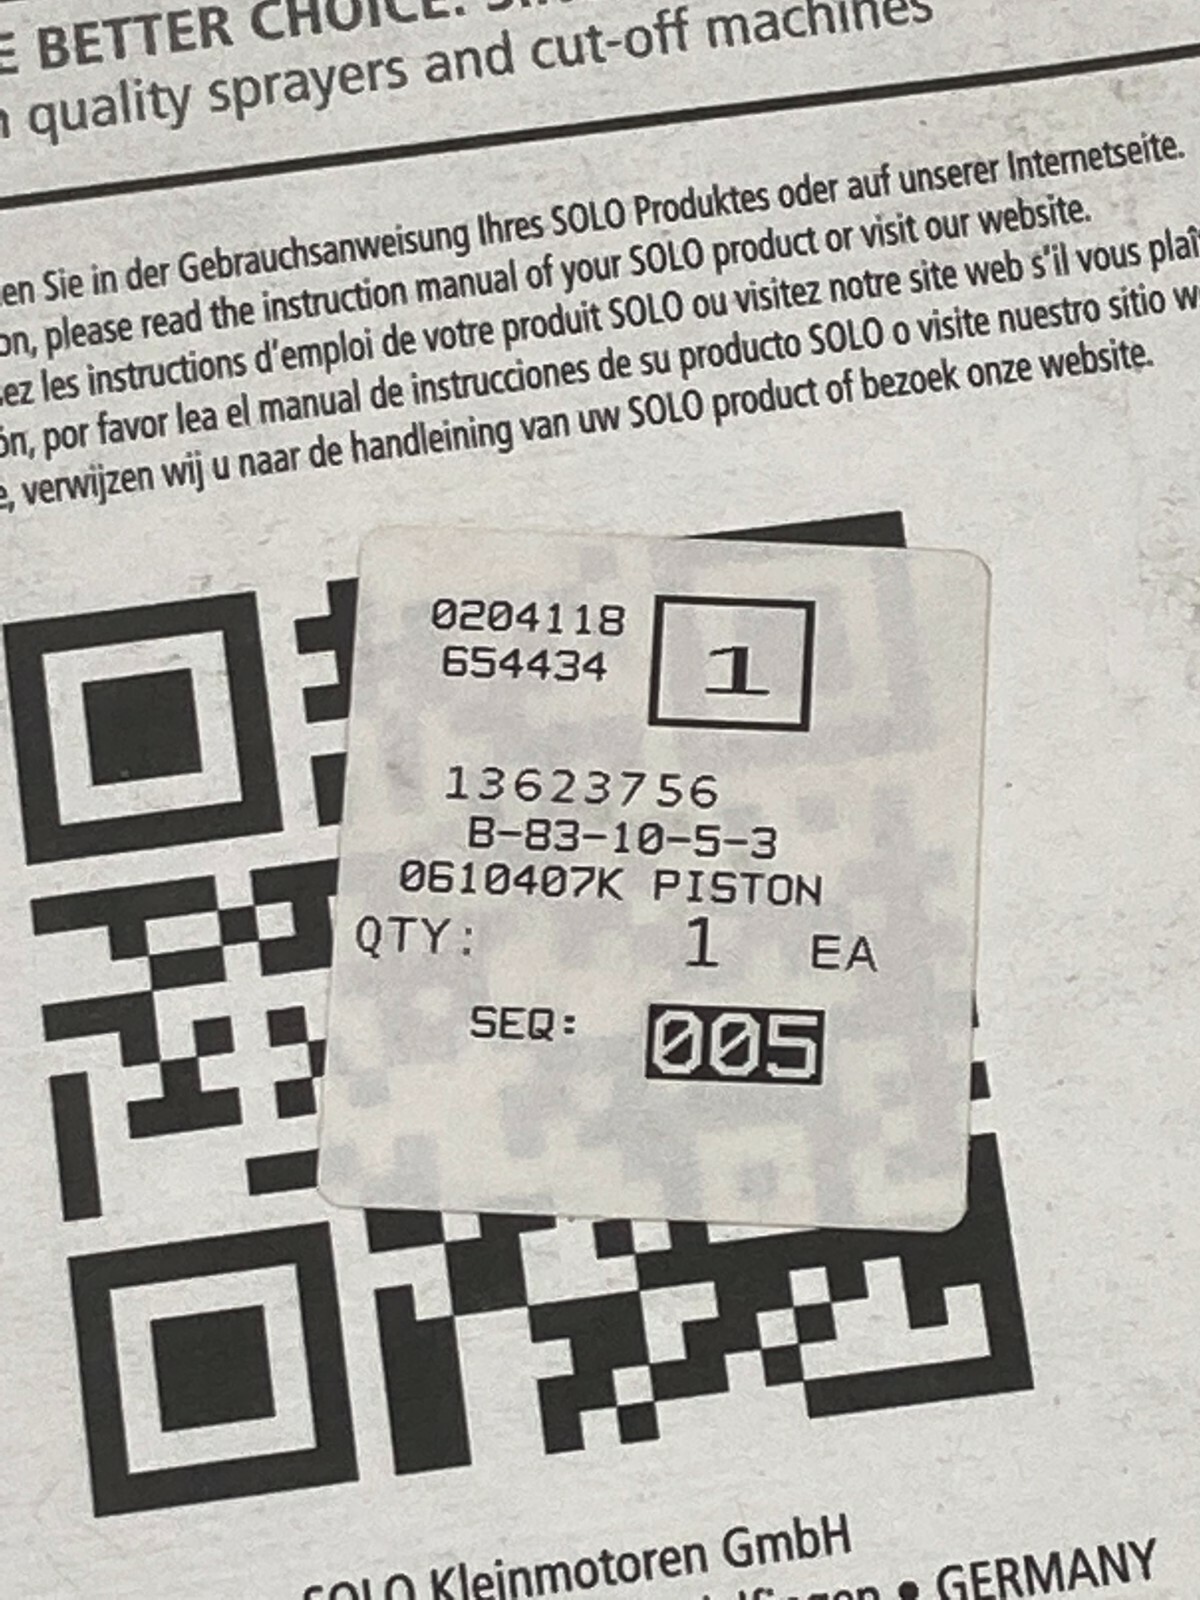 BETTER CHOICE.
quality sprayers and cut-off machines
Sie in der Gebrauchsanweisung Ihres SOLO Produktes oder auf unserer Internetseite.
please read the instruction manual of your SOLO product or visit our website.
les instructions d'emploi de votre produit SOLO ou visitez notre site web s'il vous
por favor lea el manual de instrucciones de su producto SOLO o visite nuestro sitio
verwijzen wij u naar de handleining van uw SOLO product of bezoek onze website.
0204118
654434
1
13623756
B-83-10-5-3
0610407K PISTON
QTY: 1 EA
SEQ: 005
SOLO Kleinmotoren GmbH
• GERMANY